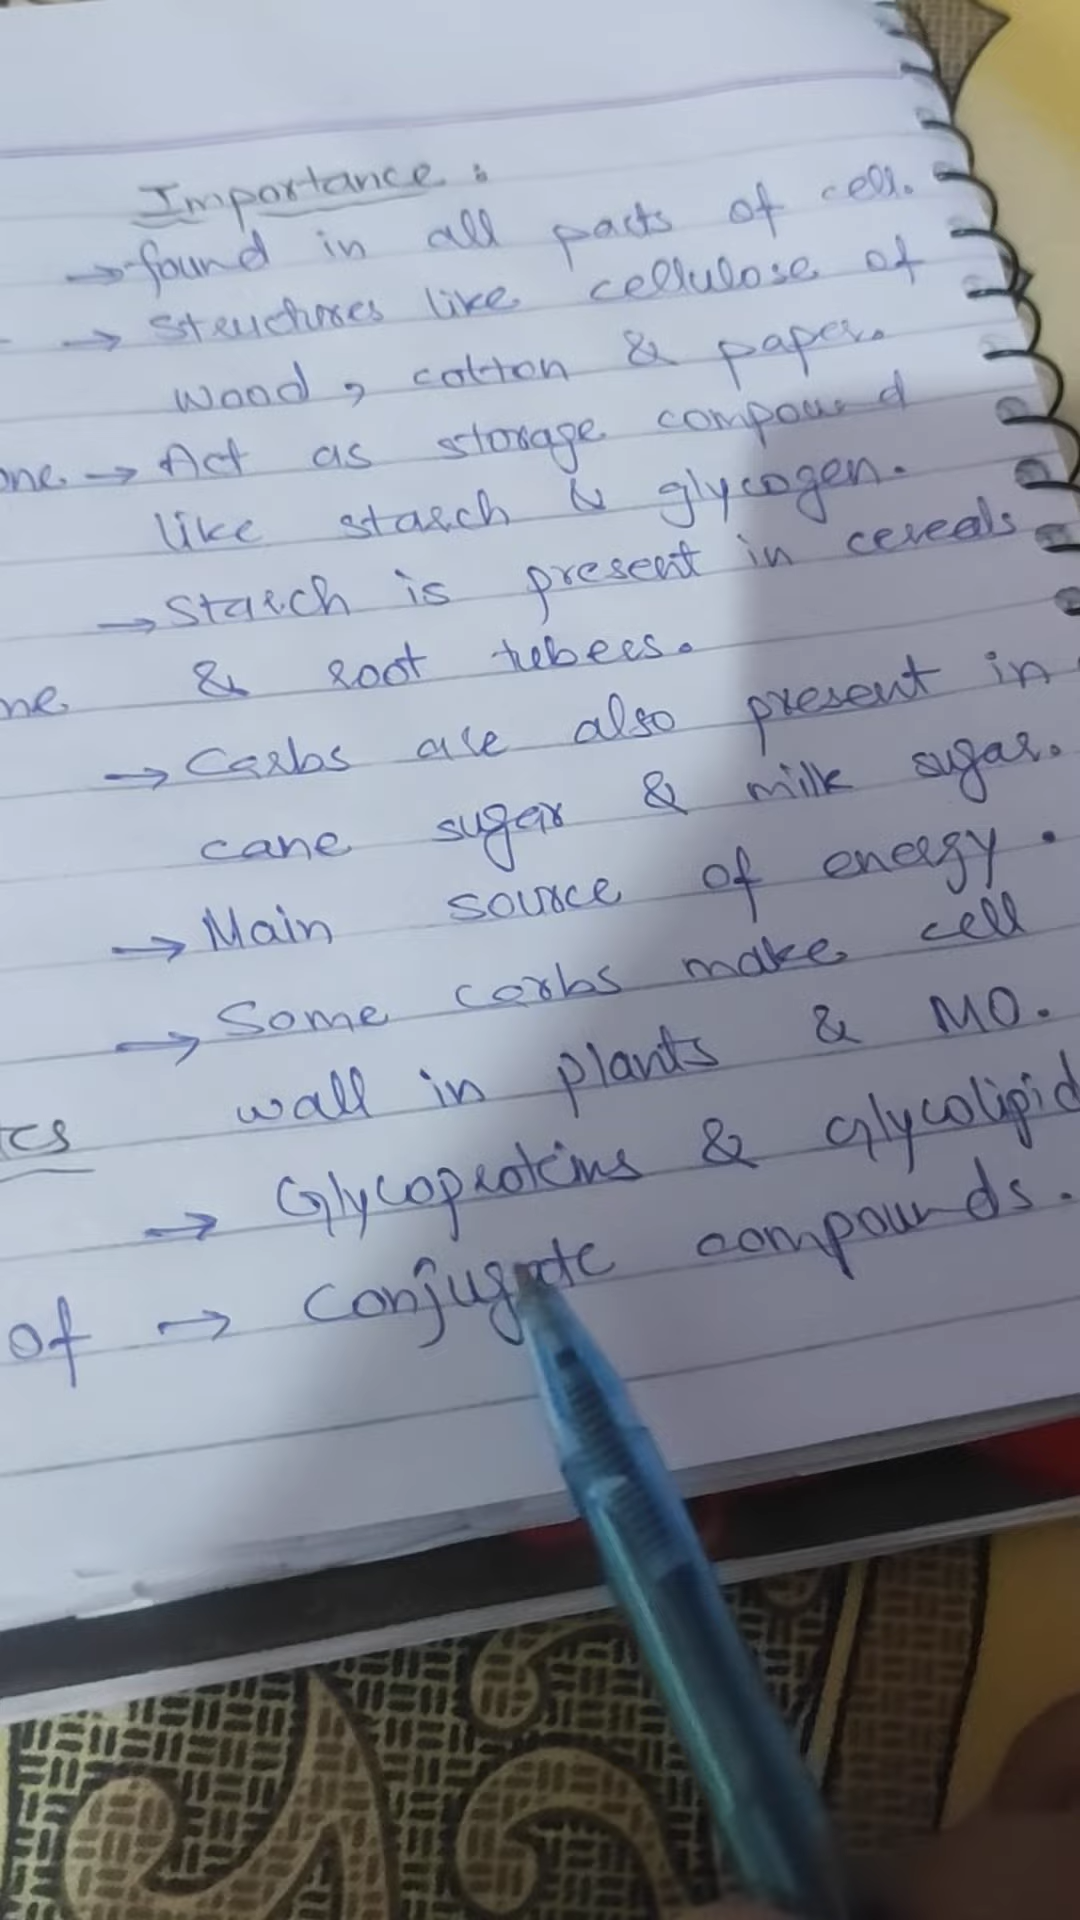 Importance :
→ found in all parts of cell.
→ Structures like cellulose of
wood, cotton & paper.
one → Act as storage compound
like starch & glycogen.
→ Starch is present in cereals
ne & root tubers.
→ Carbs are also present in
cane sugar & milk sugar.
→ Main source of energy.
→ Some carbs make cell
wall in plants & MO.
→ Glycoproteins & Glycolipid
of → Conjugate compounds.